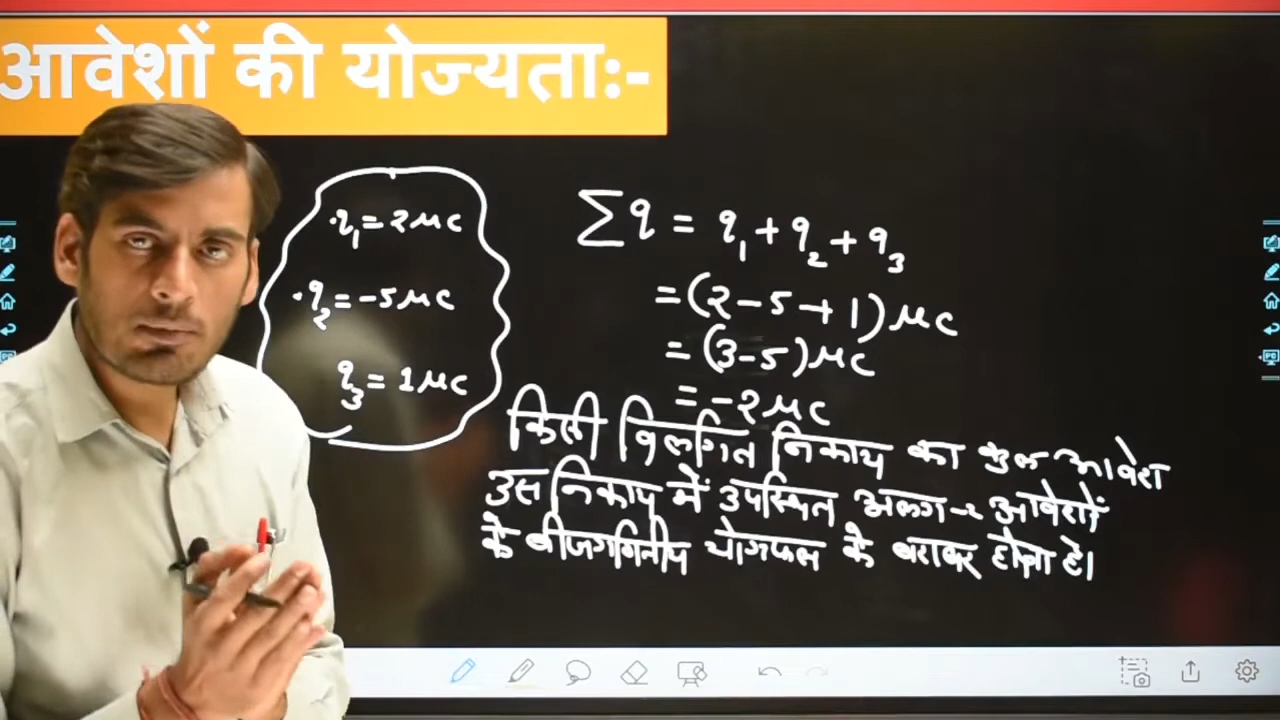 आवेशों की योज्यताः-
q₁ = 2μC
q₂ = -5μC
q₃ = 1μC
∑q = q₁ + q₂ + q₃
= (2 - 5 + 1) μC
= (3 - 5) μC
= -2μC
किसी विलगित निकाय का कुल आवेश
उस निकाय में उपस्थित अलग-2 आवेशों
के बीजगणितीय योगफल के बराबर होता है।